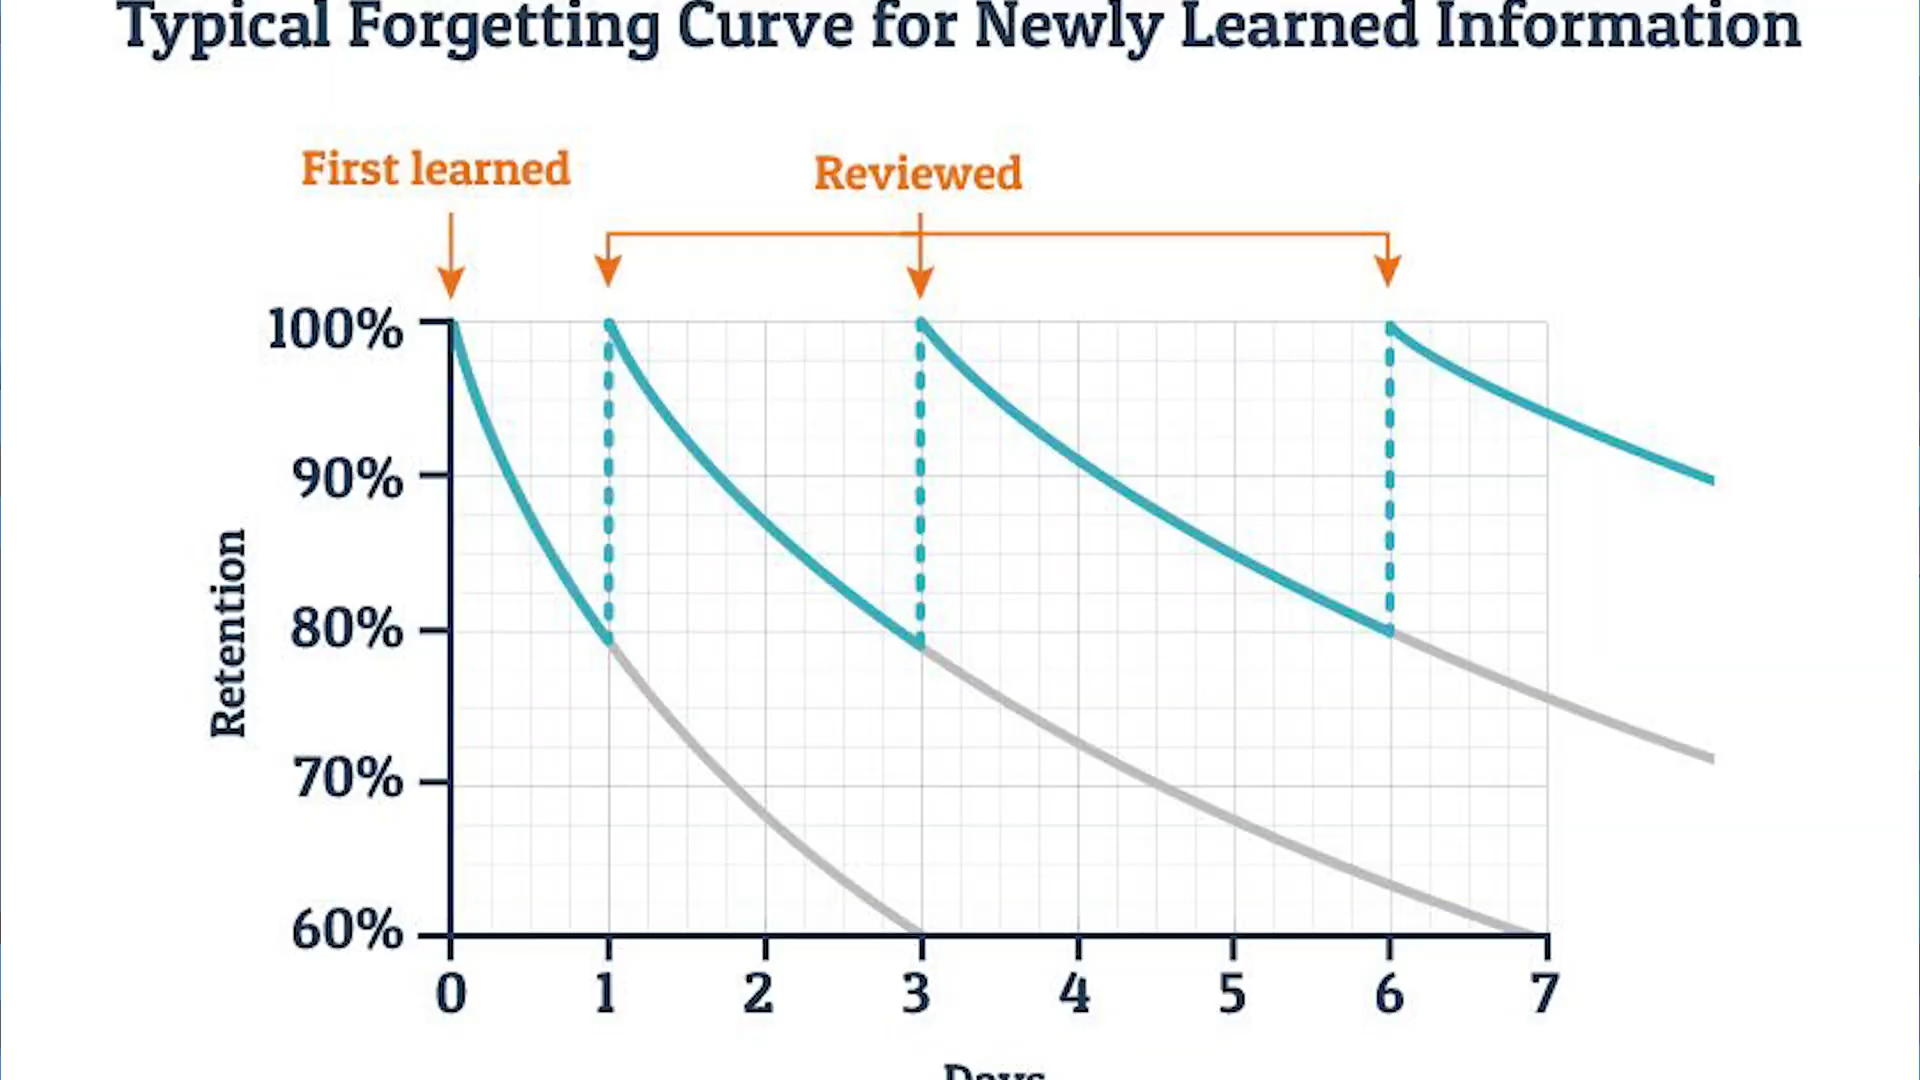 Typical Forgetting Curve for Newly Learned Information
First learned
Reviewed
100%
90%
80%
70%
60%
Retention
0 1 2 3 4 5 6 7
Days